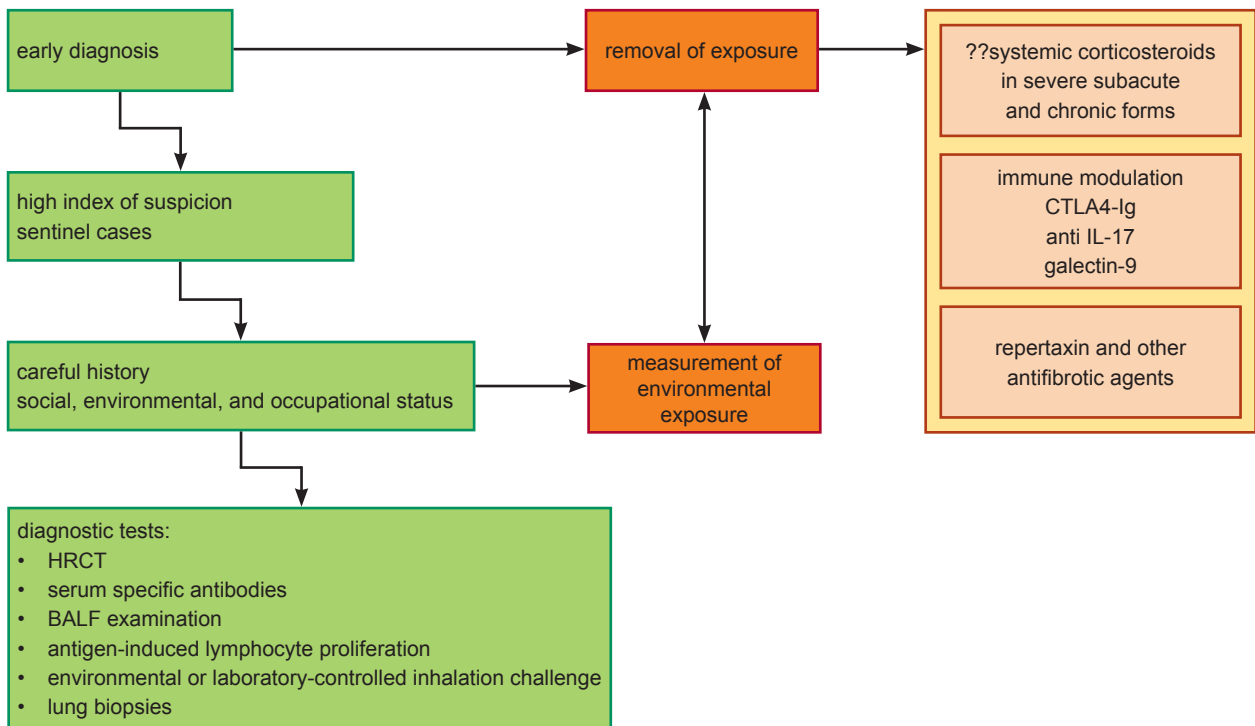 early diagnosis
removal of exposure
??systemic corticosteroids
in severe subacute
and chronic forms
high index of suspicion
sentinel cases
immune modulation
CTLA4-Ig
anti IL-17
galectin-9
careful history
social, environmental, and occupational status
measurement of
environmental
exposure
repertaxin and other
antifibrotic agents
diagnostic tests:
• HRCT
• serum specific antibodies
• BALF examination
• antigen-induced lymphocyte proliferation
• environmental or laboratory-controlled inhalation challenge
• lung biopsies